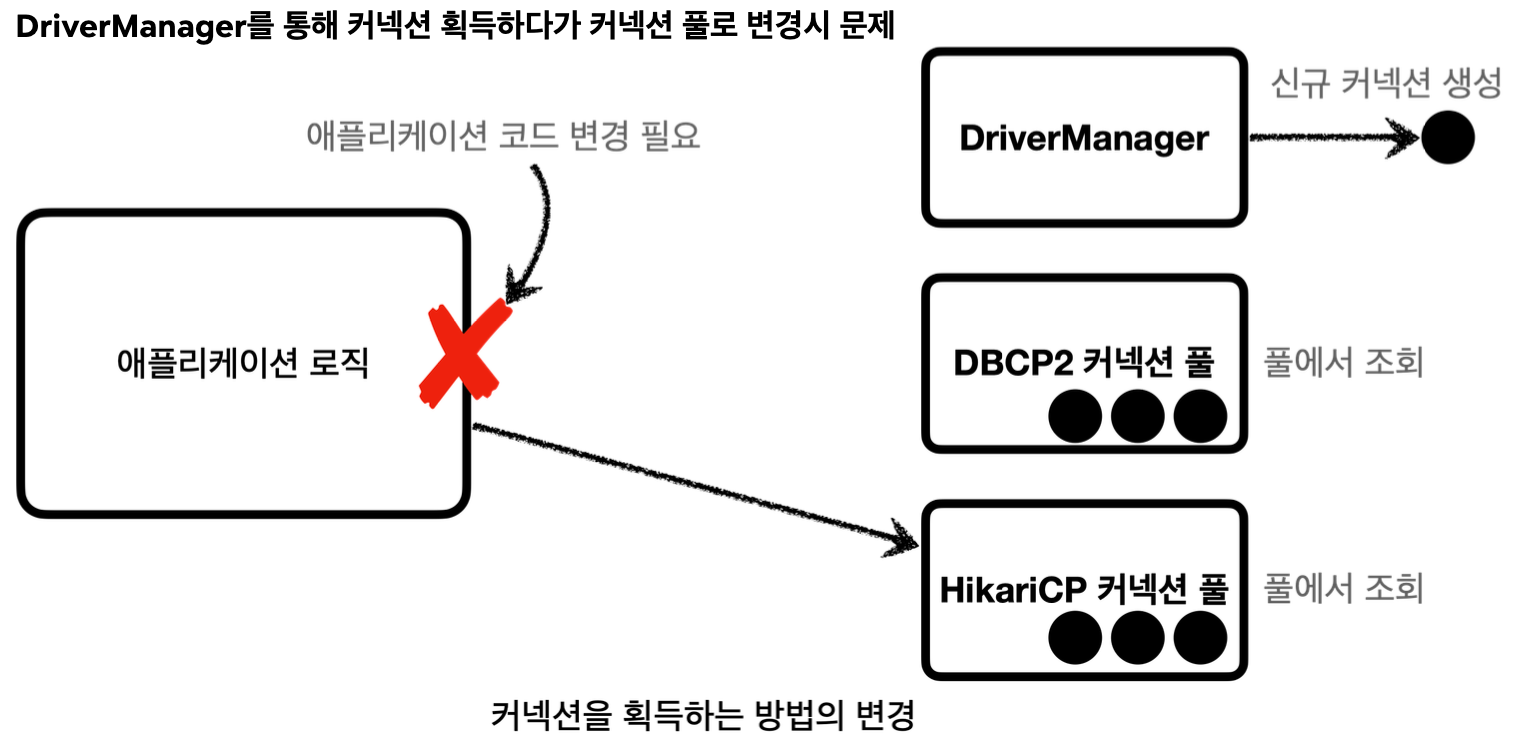 DriverManager를 통해 커넥션 획득하다가 커넥션 풀로 변경시 문제
애플리케이션 코드 변경 필요
애플리케이션 로직
DriverManager
신규 커넥션 생성
DBCP2 커넥션 풀
풀에서 조회
HikariCP 커넥션 풀
풀에서 조회
커넥션을 획득하는 방법의 변경